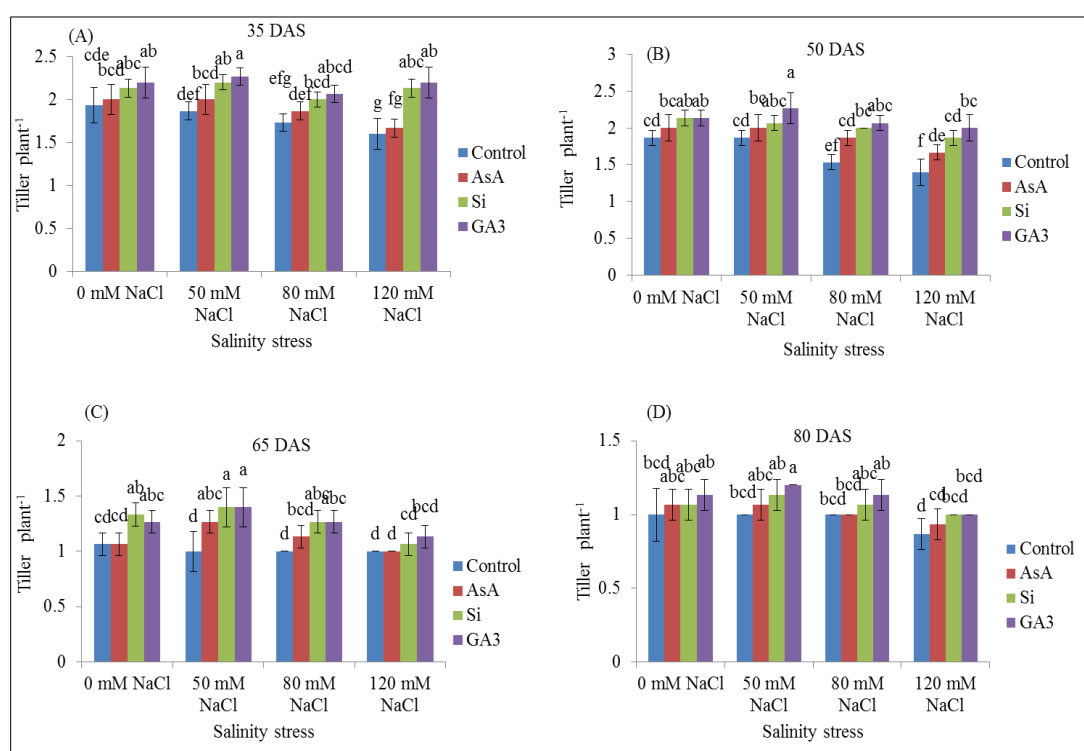 (A)
35 DAS
cde bcd abc ab
def bcd ab a
efg def bcd abcd
g fg abc ab
Tiller plant-1
2.5
2
1.5
1
0.5
0
0 mM NaCl
50 mM NaCl
80 mM NaCl
120 mM NaCl
Salinity stress
Control
AsA
Si
GA3
(B)
50 DAS
cd bc ab ab
cd bc abc a
ef cd bc abc
f de cd bc
Tiller plant-1
3
2.5
2
1.5
1
0.5
0
0 mM NaCl
50 mM NaCl
80 mM NaCl
120 mM NaCl
Salinity stress
Control
AsA
Si
GA3
(C)
65 DAS
cd cd ab abc
d abc a a
d bcd abc abc
d d cd bcd
Tiller plant-1
2
1.5
1
0.5
0
0 mM NaCl
50 mM NaCl
80 mM NaCl
120 mM NaCl
Salinity stress
Control
AsA
Si
GA3
(D)
80 DAS
bcd abc abc ab
bcd abc ab a
bcd bcd abc ab
d cd bcd bcd
Tiller plant-1
1.5
1
0.5
0
0 mM NaCl
50 mM NaCl
80 mM NaCl
120 mM NaCl
Salinity stress
Control
AsA
Si
GA3